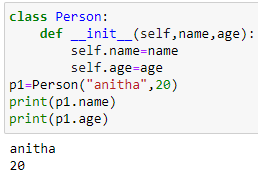 class Person:
    def __init__(self,name,age):
        self.name=name
        self.age=age
p1=Person("anitha",20)
print(p1.name)
print(p1.age)
anitha
20